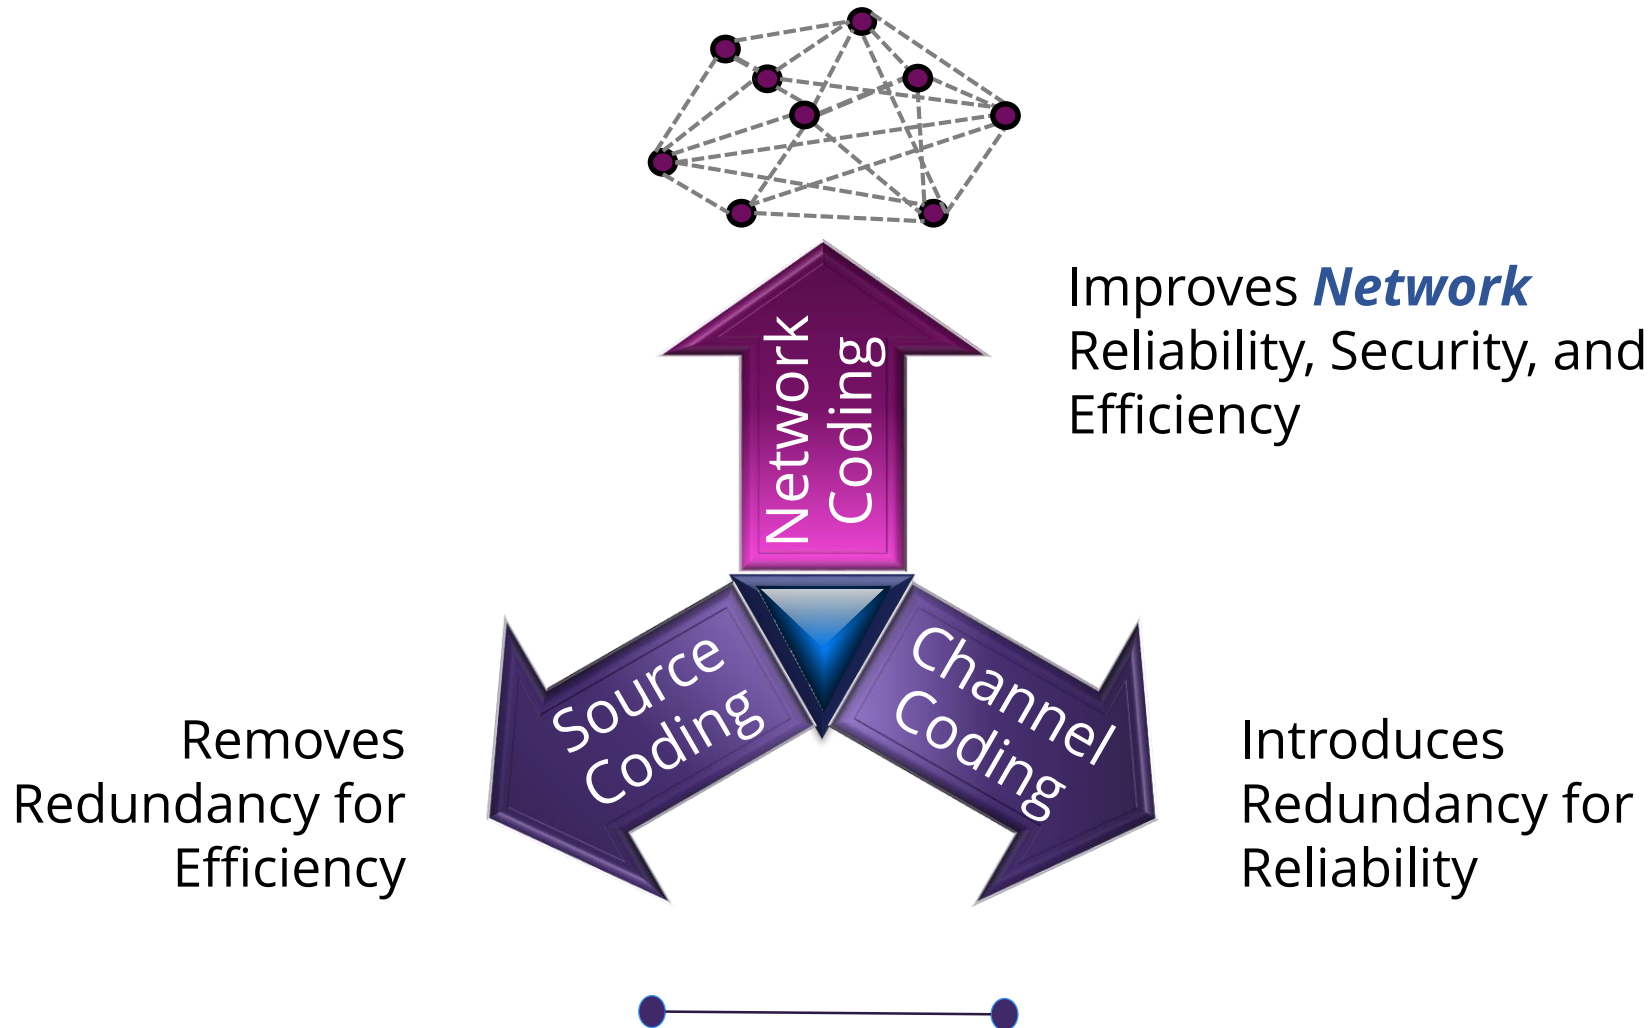 Network
Coding
Improves Network
Reliability, Security, and
Efficiency
Source
Coding
Channel
Coding
Removes
Redundancy for
Efficiency
Introduces
Redundancy for
Reliability